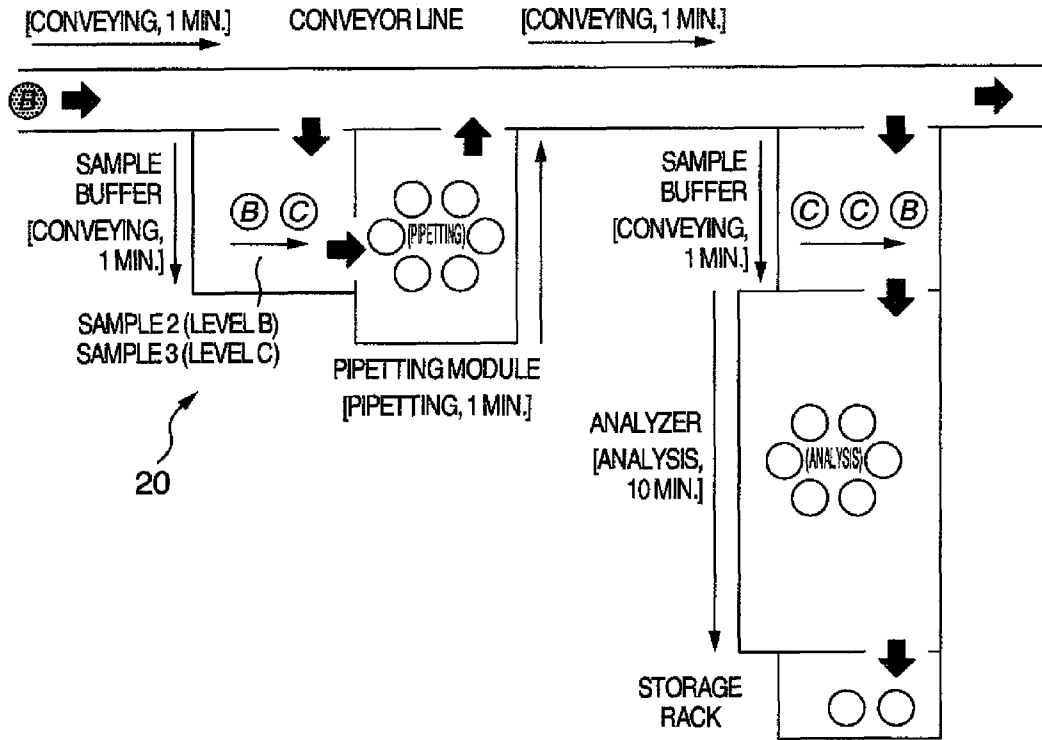 [CONVEYING, 1 MIN.]
CONVEYOR LINE
[CONVEYING, 1 MIN.]
B
SAMPLE
BUFFER
[CONVEYING,
1 MIN.]
B C
(PIPETTING)
SAMPLE 2 (LEVEL B)
SAMPLE 3 (LEVEL C)
20
PIPETTING MODULE
[PIPETTING, 1 MIN.]
SAMPLE
BUFFER
[CONVEYING,
1 MIN.]
C C B
ANALYZER
[ANALYSIS,
10 MIN.]
(ANALYSIS)
STORAGE
RACK